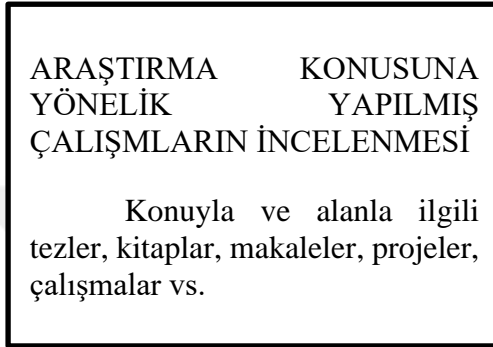 ARAŞTIRMA KONUSUNA
YÖNELİK YAPILMIŞ
ÇALIŞMLARIN İNCELENMESİ
Konuyla ve alanla ilgili
tezler, kitaplar, makaleler, projeler,
çalışmalar vs.